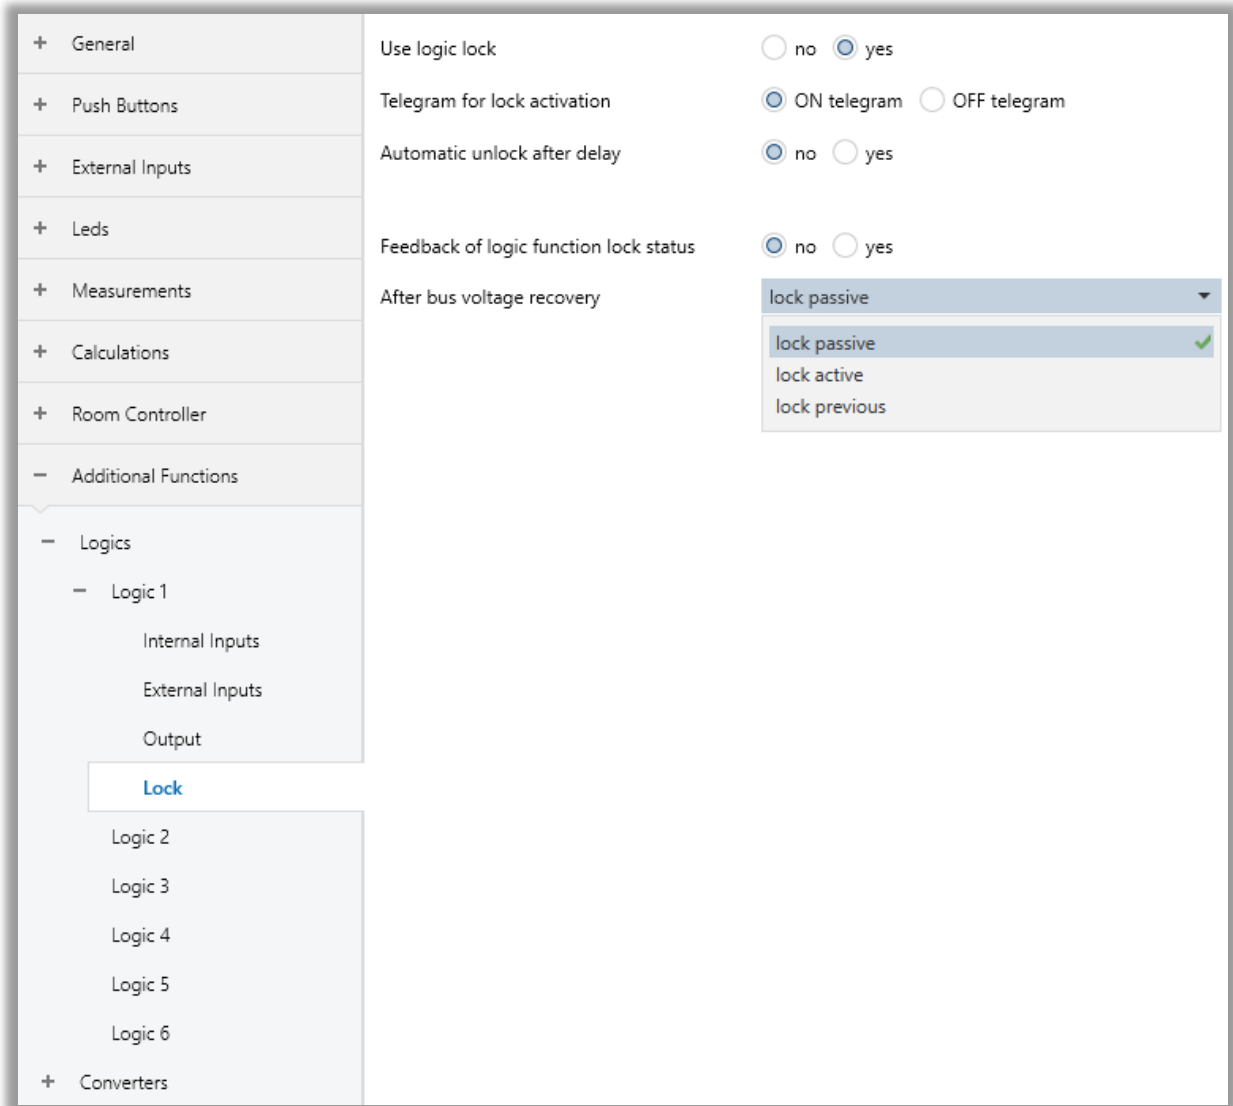 General
Push Buttons
External Inputs
Leds
Measurements
Calculations
Room Controller
Additional Functions
Logics
Logic 1
Internal Inputs
External Inputs
Output
Lock
Logic 2
Logic 3
Logic 4
Logic 5
Logic 6
Converters
Use logic lock no yes
Telegram for lock activation ON telegram OFF telegram
Automatic unlock after delay no yes
Feedback of logic function lock status no yes
After bus voltage recovery lock passive
lock passive
lock active
lock previous